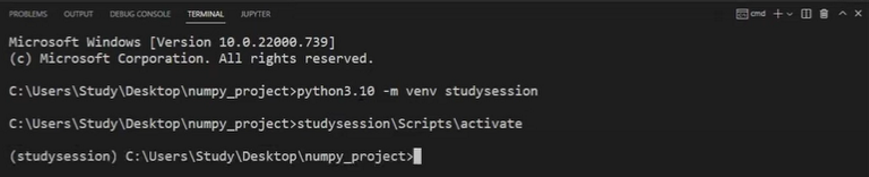 PROBLEMS OUTPUT DEBUG CONSOLE TERMINAL JUPYTER cmd
Microsoft Windows [Version 10.0.22000.739]
(c) Microsoft Corporation. All rights reserved.
C:\Users\Study\Desktop\numpy_project>python3.10 -m venv studysession
C:\Users\Study\Desktop\numpy_project>studysession\Scripts\activate
(studysession) C:\Users\Study\Desktop\numpy_project>